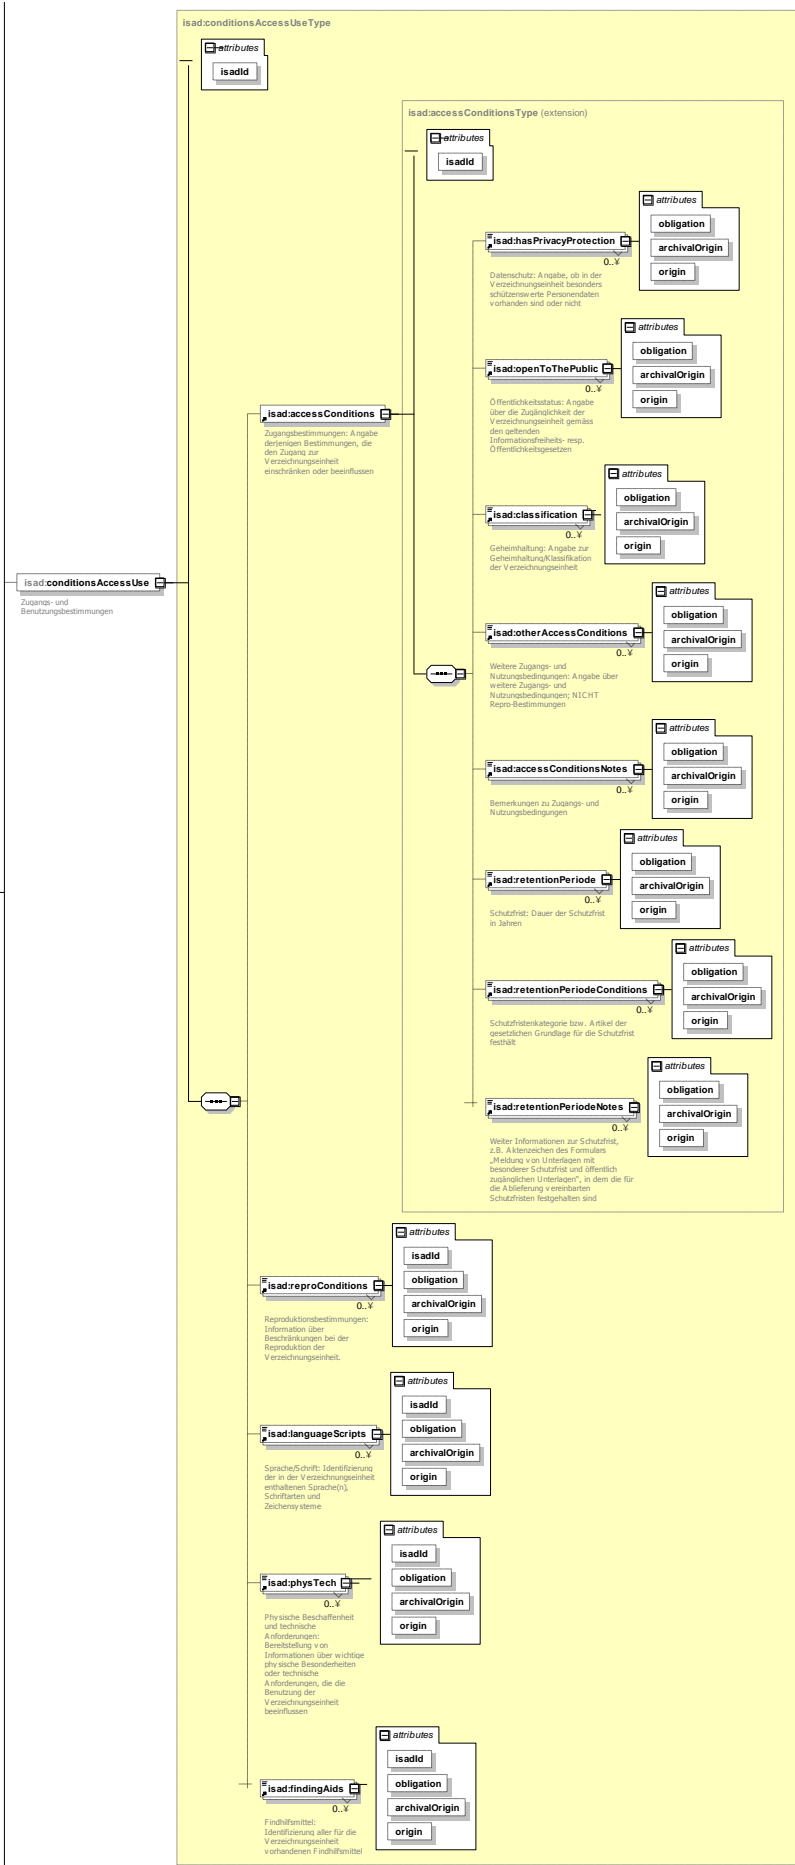 isad:conditionsAccessUseType
attributes
isadId
isad:accessConditionsType (extension)
attributes
isadId
attributes
obligation
archivalOrigin
origin
isad:hasPrivacyProtection
0..¥
Datenschutz: Angabe, ob in der
Verzeichnungseinheit besonders
schützenswerte Personendaten
vorhanden sind oder nicht
attributes
obligation
archivalOrigin
origin
isad:openToThePublic
0..¥
Öffentlichkeitsstatus: Angabe
über die Zugänglichkeit der
Verzeichnungseinheit gemäss
den geltenden
Informationsfreiheits- resp.
Öffentlichkeitsgesetzen
isad:accessConditions
Zugangsbestimmungen: Angabe
derjenigen Bestimmungen, die
den Zugang zur
Verzeichnungseinheit
einschränken oder beeinflussen
attributes
obligation
archivalOrigin
origin
isad:classification
0..¥
Geheimhaltung: Angabe zur
Geheimhaltung/Klassifikation
der Verzeichnungseinheit
isad:conditionsAccessUse
Zugangs- und
Benutzungsbestimmungen
attributes
obligation
archivalOrigin
origin
isad:otherAccessConditions
0..¥
Weitere Zugangs- und
Nutzungsbedingungen: Angabe über
weitere Zugangs- und
Nutzungsbedingungen; NICHT
Repro-Bestimmungen
attributes
obligation
archivalOrigin
origin
isad:accessConditionsNotes
0..¥
Bemerkungen zu Zugangs- und
Nutzungsbedingungen
attributes
obligation
archivalOrigin
origin
isad:retentionPeriode
0..¥
Schutzfrist: Dauer der Schutzfrist
in Jahren
attributes
obligation
archivalOrigin
origin
isad:retentionPeriodeConditions
0..¥
Schutzfristenkategorie bzw. Artikel der
gesetzlichen Grundlage für die Schutzfrist
festhält
attributes
obligation
archivalOrigin
origin
isad:retentionPeriodeNotes
0..¥
Weiter Informationen zur Schutzfrist,
z.B. Aktenzeichen des Formulars
„Meldung von Unterlagen mit
besonderer Schutzfrist und öffentlich
zugänglichen Unterlagen", in dem die für
die Ablieferung vereinbarten
Schutzfristen festgehalten sind
attributes
isadId
obligation
archivalOrigin
origin
isad:reproConditions
0..¥
Reproduktionsbestimmungen:
Information über
Beschränkungen bei der
Reproduktion der
Verzeichnungseinheit.
attributes
isadId
obligation
archivalOrigin
origin
isad:languageScripts
0..¥
Sprache/Schrift: Identifizierung
der in der Verzeichnungseinheit
enthaltenen Sprache(n),
Schriftarten und
Zeichensysteme
attributes
isadId
obligation
archivalOrigin
origin
isad:physTech
0..¥
Physische Beschaffenheit
und technische
Anforderungen:
Bereitstellung von
Informationen über wichtige
physische Besonderheiten
oder technische
Anforderungen, die die
Benutzung der
Verzeichnungseinheit
beeinflussen
attributes
isadId
obligation
archivalOrigin
origin
isad:findingAids
0..¥
Findhilfsmittel:
Identifizierung aller für die
Verzeichnungseinheit
vorhandenen Findhilfsmittel